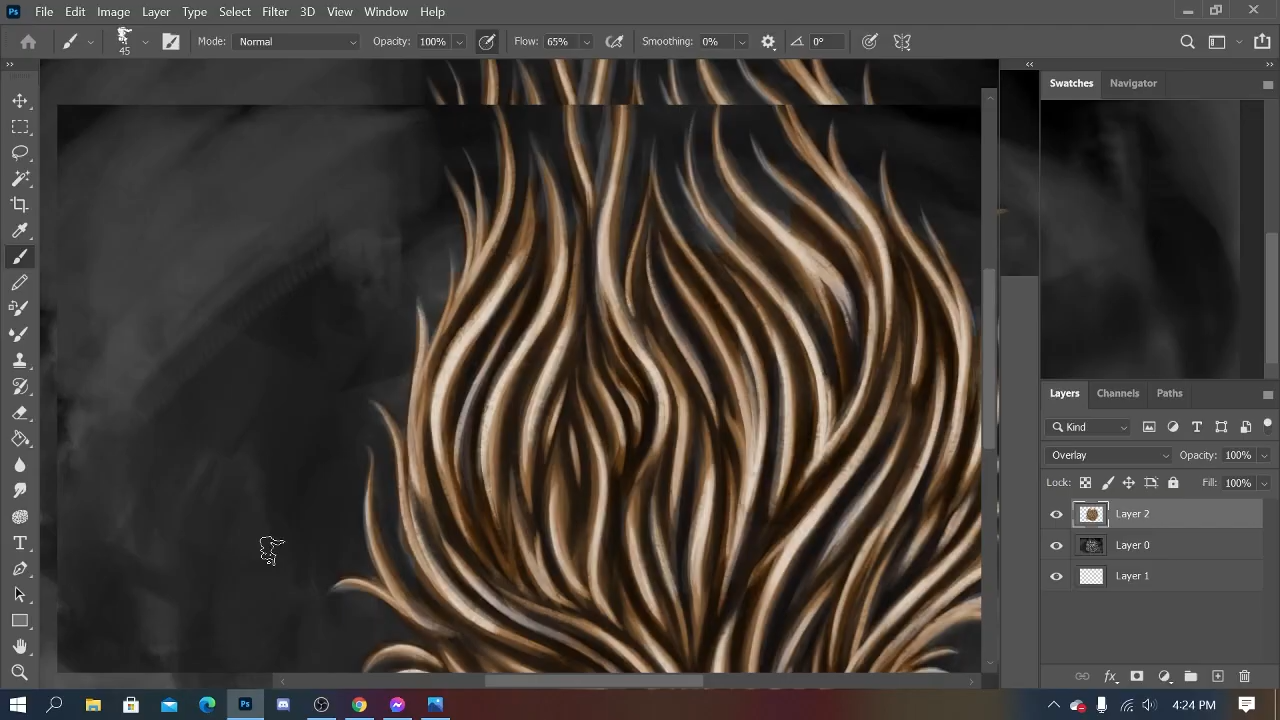 Ps File Edit Image Layer Type Select Filter 3D View Window Help
45 Mode: Normal Opacity: 100% Flow: 65% Smoothing: 0% 0°
Swatches Navigator
Layers Channels Paths
Kind
Overlay Opacity: 100%
Lock: Fill: 100%
Layer 2
Layer 0
Layer 1
fx
Ps 4:24 PM